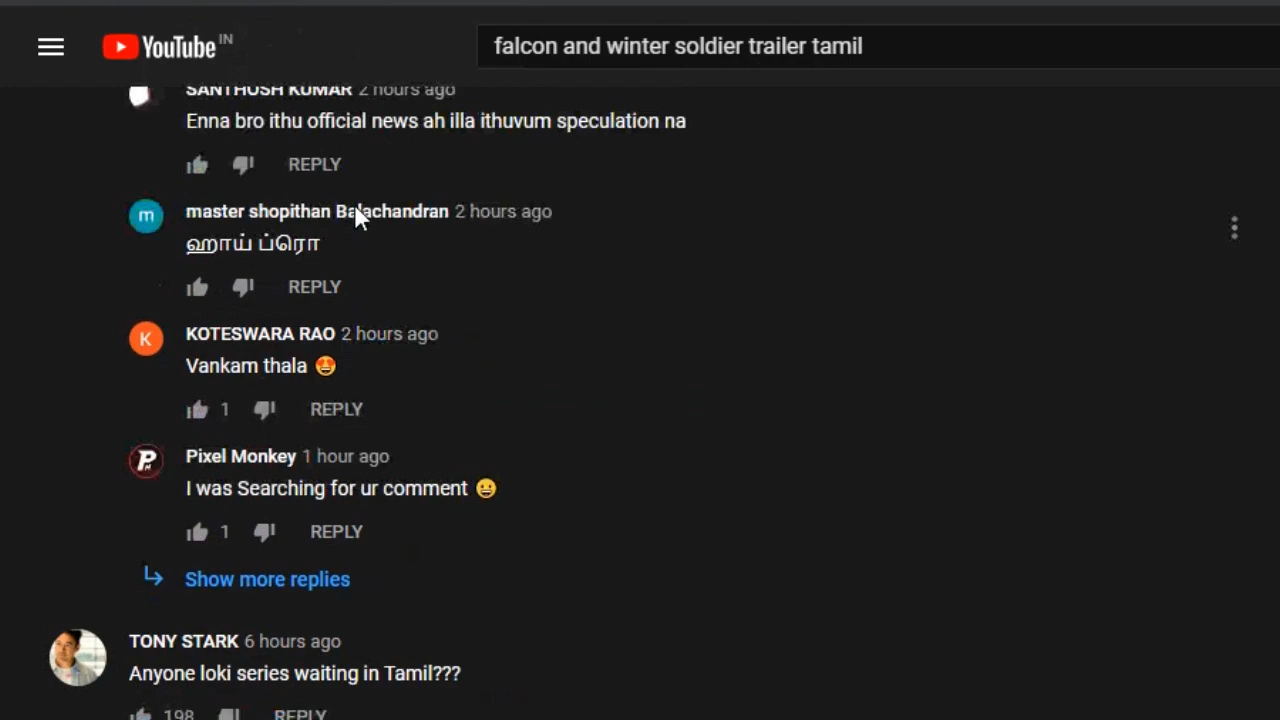 YouTube IN
falcon and winter soldier trailer tamil
SANTHOSH KUMAR 2 hours ago
Enna bro ithu official news ah illa ithuvum speculation na
REPLY
m
master shopithan Balachandran 2 hours ago
ஹாய் ப்ரொ
REPLY
K
KOTESWARA RAO 2 hours ago
Vankam thala 😍
1 REPLY
Pixel Monkey 1 hour ago
I was Searching for ur comment 😀
1 REPLY
Show more replies
TONY STARK 6 hours ago
Anyone loki series waiting in Tamil???
198 REPLY